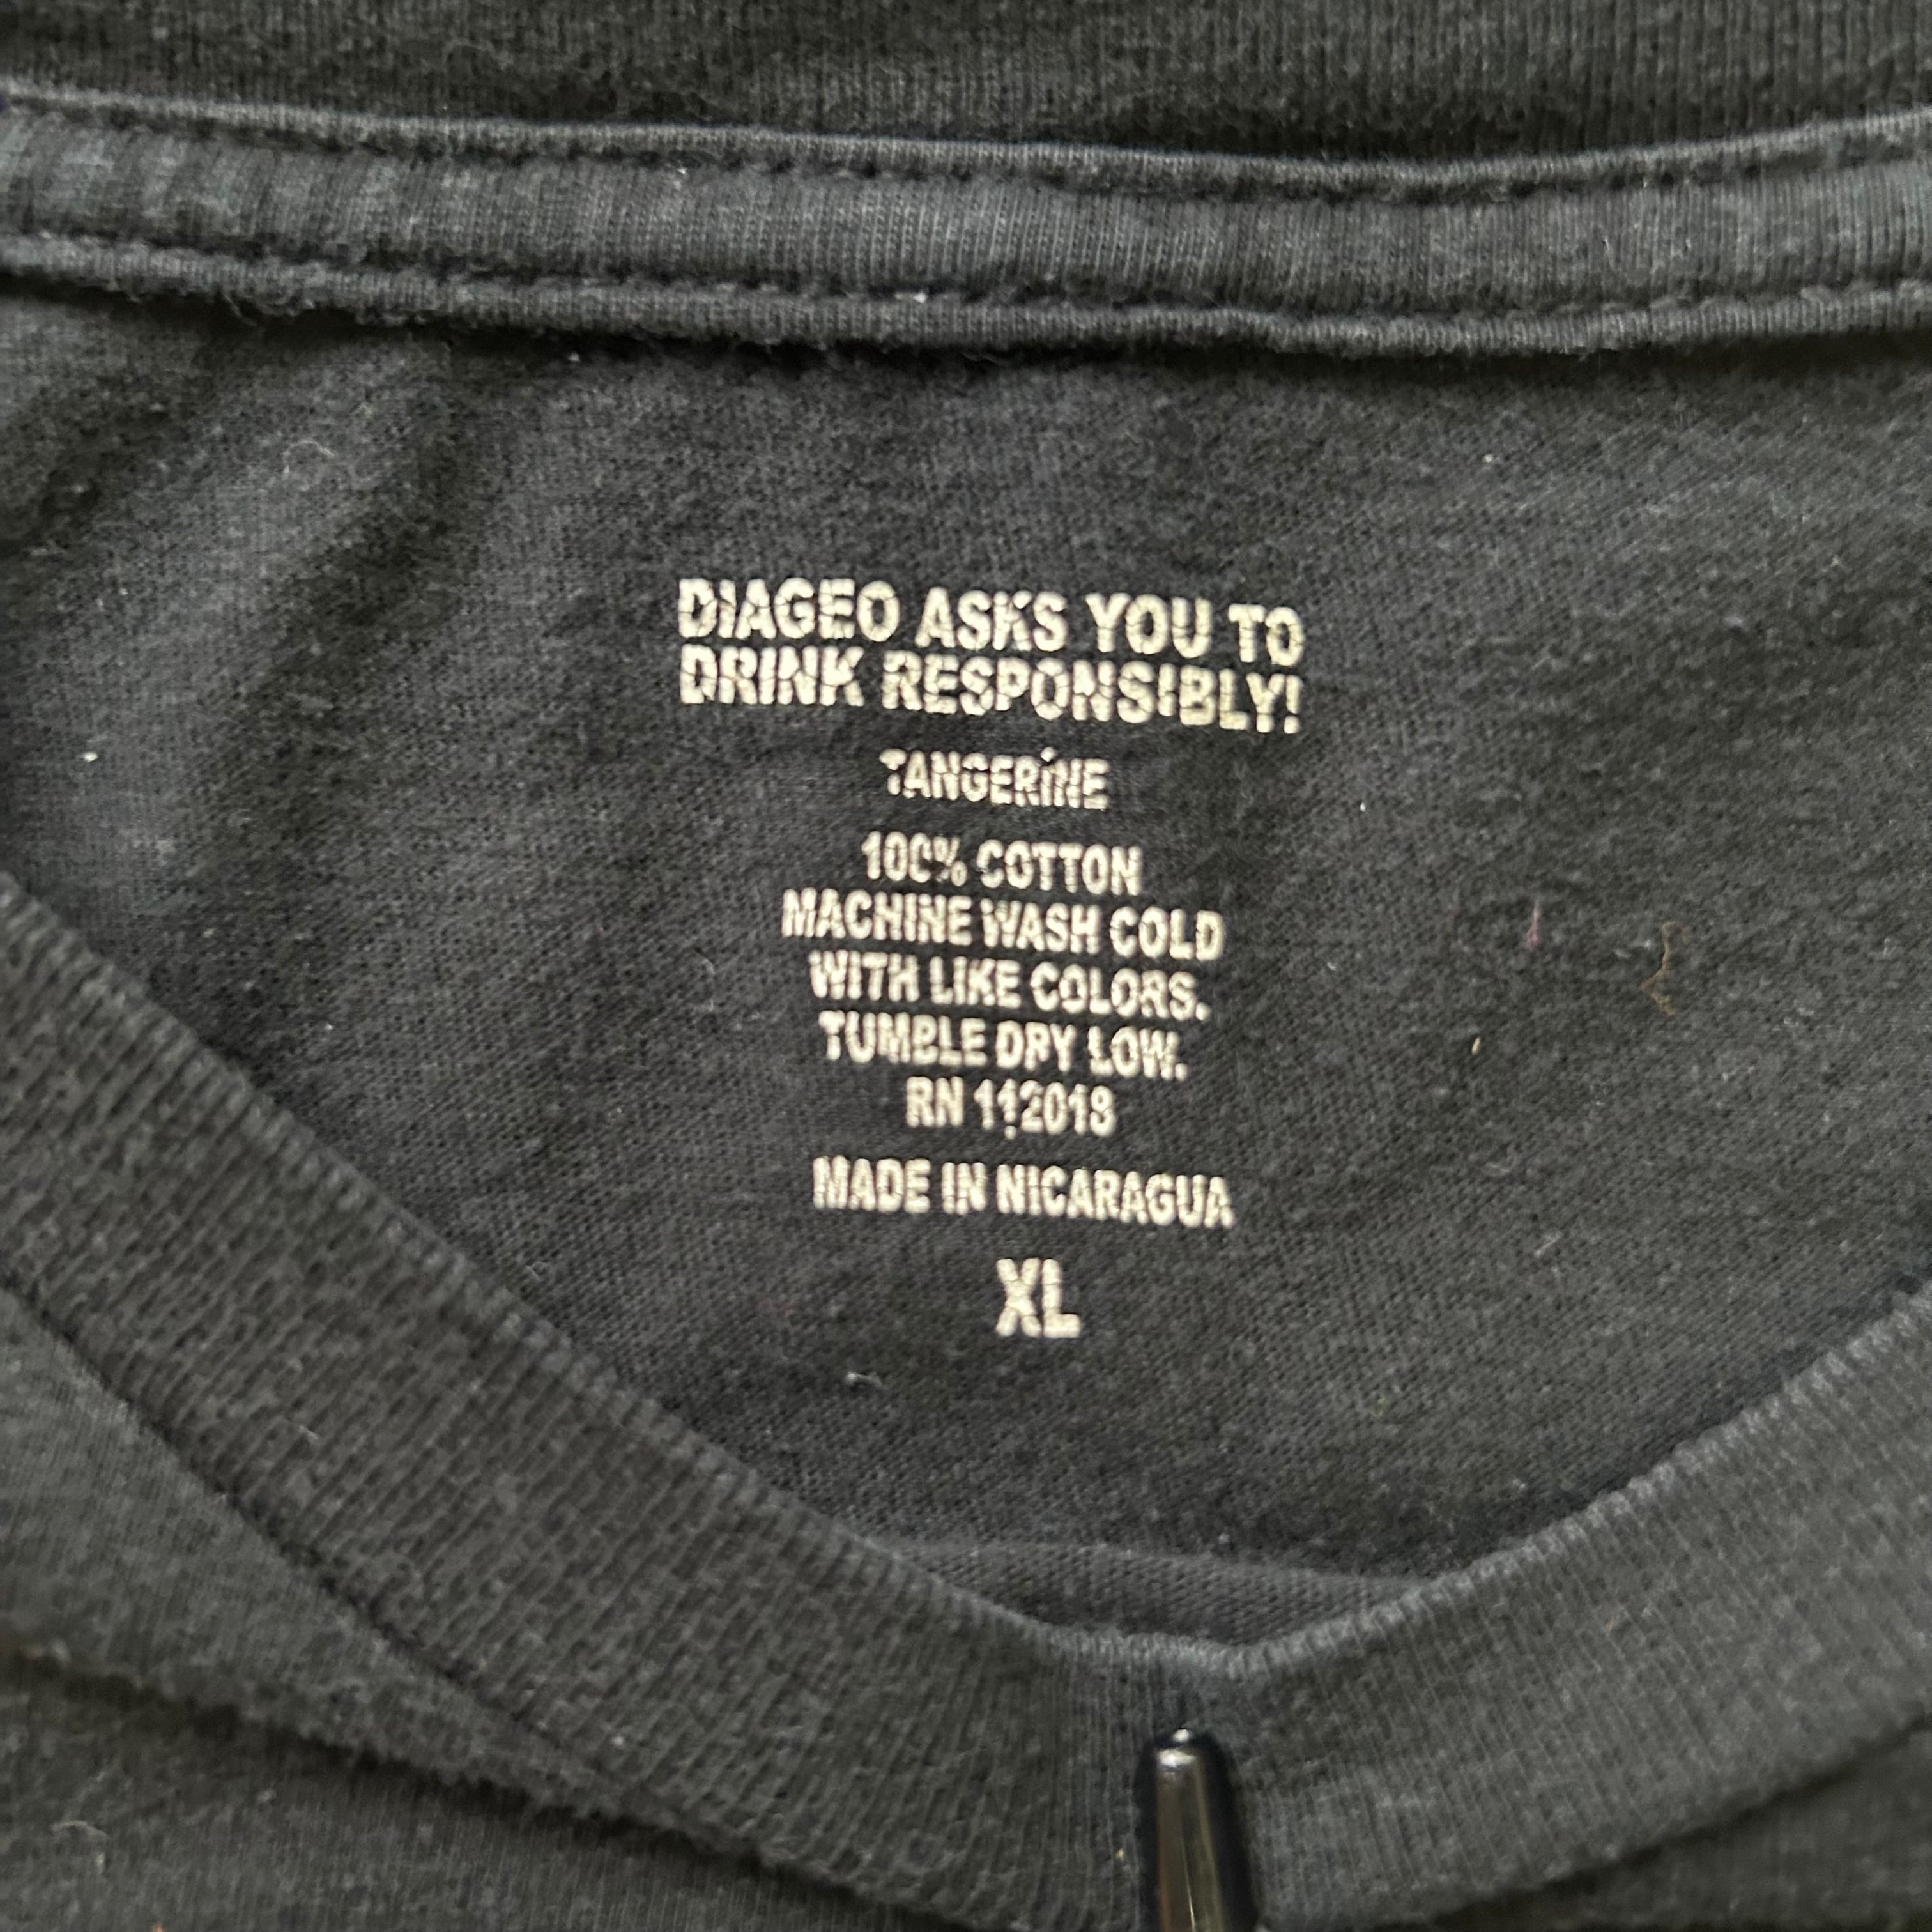 DIAGEO ASKS YOU TO
DRINK RESPONSIBLY!
TANGERINE
100% COTTON
MACHINE WASH COLD
WITH LIKE COLORS.
TUMBLE DRY LOW.
RN 112018
MADE IN NICARAGUA
XL